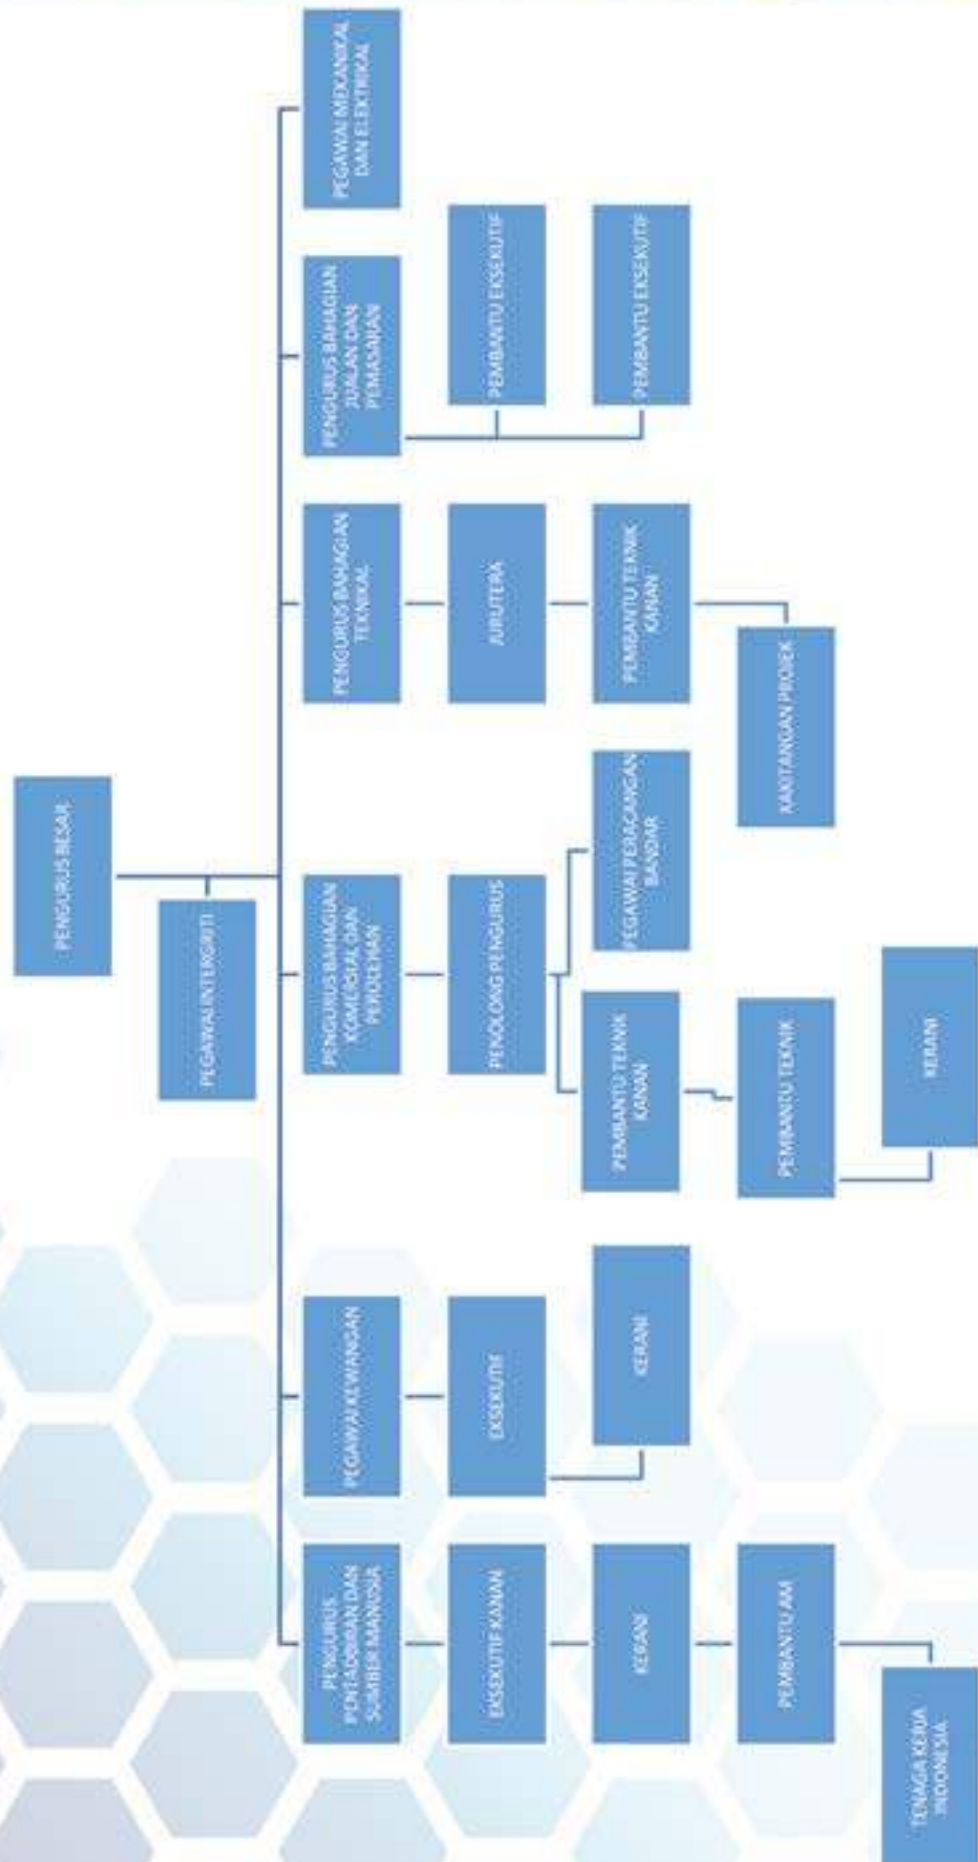 PENGURUS BESAR
PEGAWAI INTERGRITI
PENGURUS
PENTADBIRAN DAN
SUMBER MANUSIA
PEGAWAI KEWANGAN
PENGURUS BAHAGIAN
KOMERSIAL DAN
PEROLEHAN
PENGURUS BAHAGIAN
TEKNIKAL
PENGURUS BAHAGIAN
JUALAN DAN
PEMASARAN
PEGAWAI MEKANIKAL
DAN ELEKTRIKAL
EKSEKUTIF KANAN
EKSEKUTIF
PENOLONG PENGURUS
JURUTERA
PEMBANTU EKSEKUTIF
KERANI
KERANI
PEMBANTU TEKNIK
KANAN
PEGAWAI PERACANGAN
BANDAR
PEMBANTU TEKNIK
KANAN
PEMBANTU EKSEKUTIF
PEMBANTU AM
PEMBANTU TEKNIK
KAKITANGAN PROJEK
TENAGA KERJA
INDONESIA
KERANI